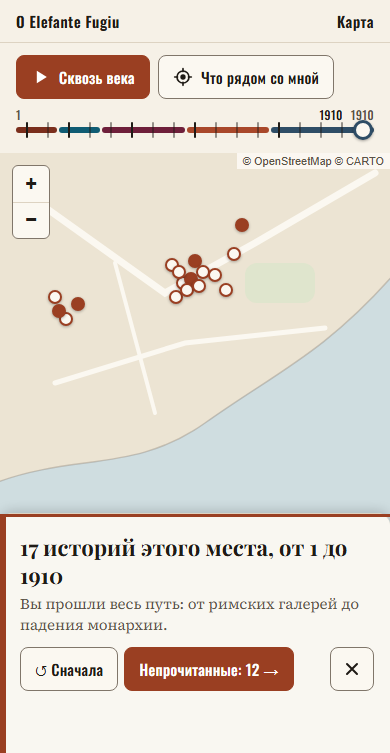 O Elefante Fugiu
Карта
Сквозь века
Что рядом со мной
1
1910
1910
© OpenStreetMap © CARTO
+
−
17 историй этого места, от 1 до
1910
Вы прошли весь путь: от римских галерей до
падения монархии.
↺ Сначала
Непрочитанные: 12 →
✕